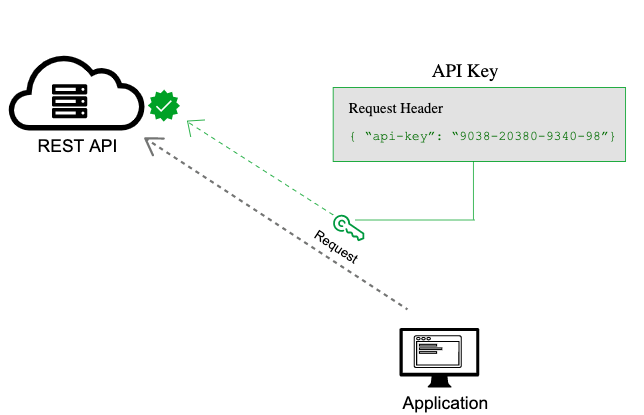 API Key
Request Header
{ “api-key”: “9038-20380-9340-98”}
REST API
Request
Application